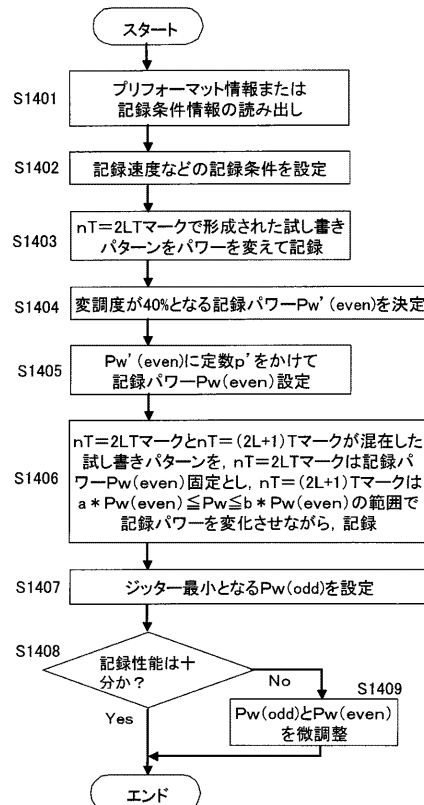 スタート
S1401
プリフォーマット情報または
記録条件情報の読み出し
S1402
記録速度などの記録条件を設定
S1403
nT=2LTマークで形成された試し書き
パターンをパワーを変えて記録
S1404
変調度が40%となる記録パワーPw'(even)を決定
S1405
Pw'(even)に定数p'をかけて
記録パワーPw(even)設定
S1406
nT=2LTマークとnT=(2L+1)Tマークが混在した
試し書きパターンを,nT=2LTマークは記録パ
ワーPw(even)固定とし,nT=(2L+1)Tマークは
a*Pw(even)≦Pw≦b*Pw(even)の範囲で
記録パワーを変化させながら,記録
S1407
ジッター最小となるPw(odd)を設定
S1408
記録性能は十
分か?
No
Yes
S1409
Pw(odd)とPw(even)
を微調整
エンド